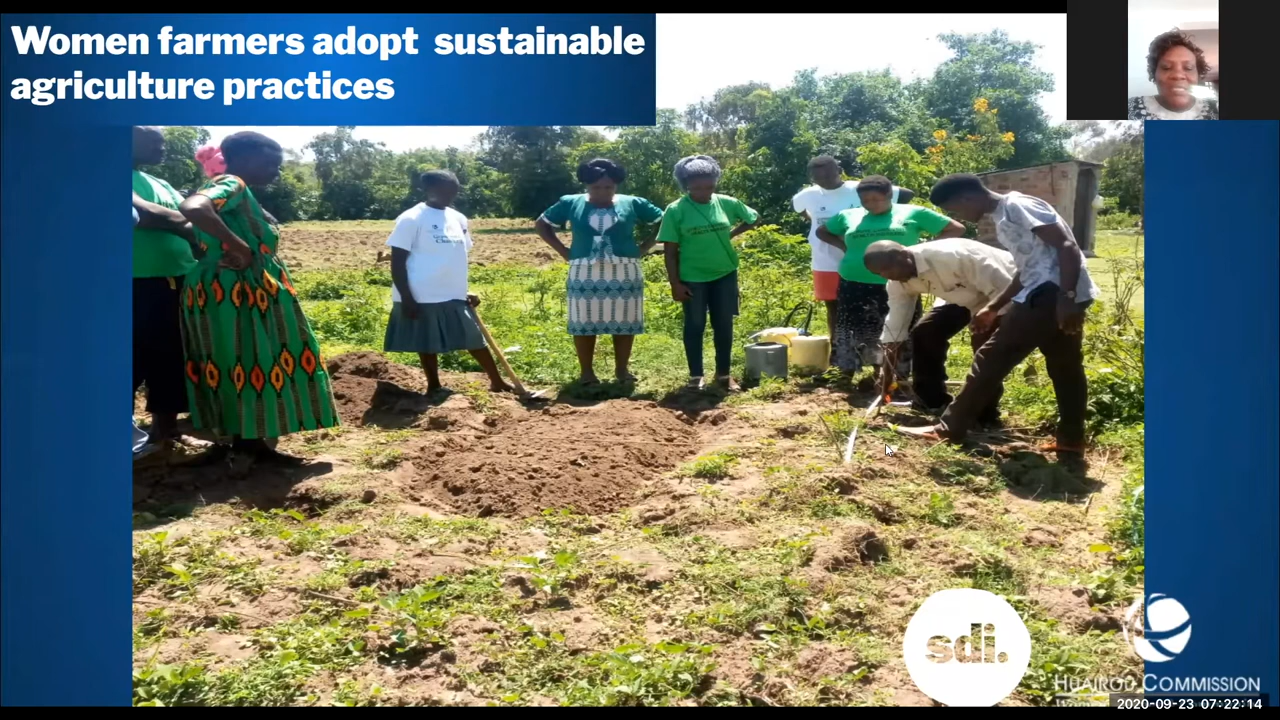 Women farmers adopt sustainable
agriculture practices
sdi.
HUAIROU COMMISSION
2020-09-23 07:22:14